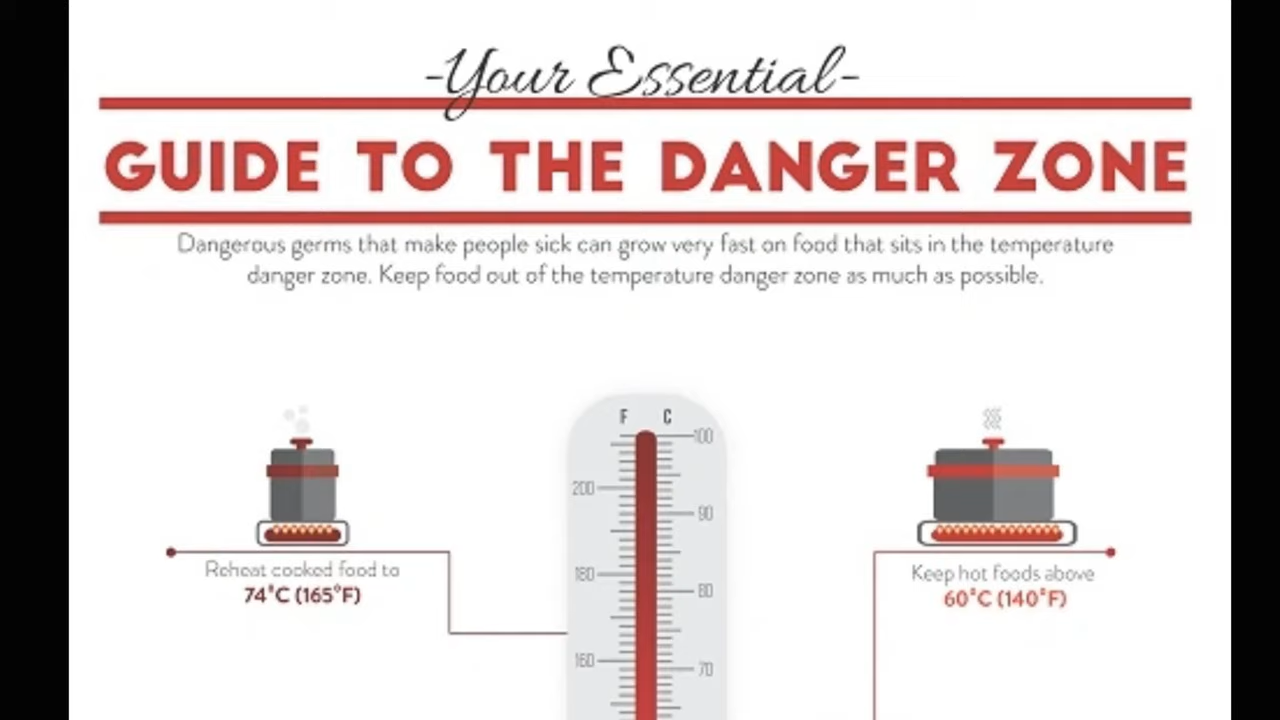 -Your Essential-
GUIDE TO THE DANGER ZONE
Dangerous germs that make people sick can grow very fast on food that sits in the temperature
danger zone. Keep food out of the temperature danger zone as much as possible.
F C
100
200
90
180
80
160
70
Reheat cooked food to
74°C (165°F)
Keep hot foods above
60°C (140°F)